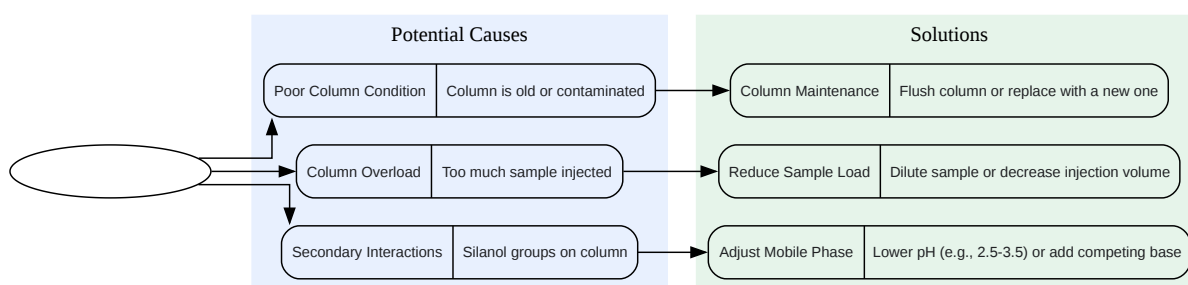 Potential Causes
Solutions
Poor Column Condition
Column is old or contaminated
Column Maintenance
Flush column or replace with a new one
Column Overload
Too much sample injected
Reduce Sample Load
Dilute sample or decrease injection volume
Secondary Interactions
Silanol groups on column
Adjust Mobile Phase
Lower pH (e.g., 2.5-3.5) or add competing base